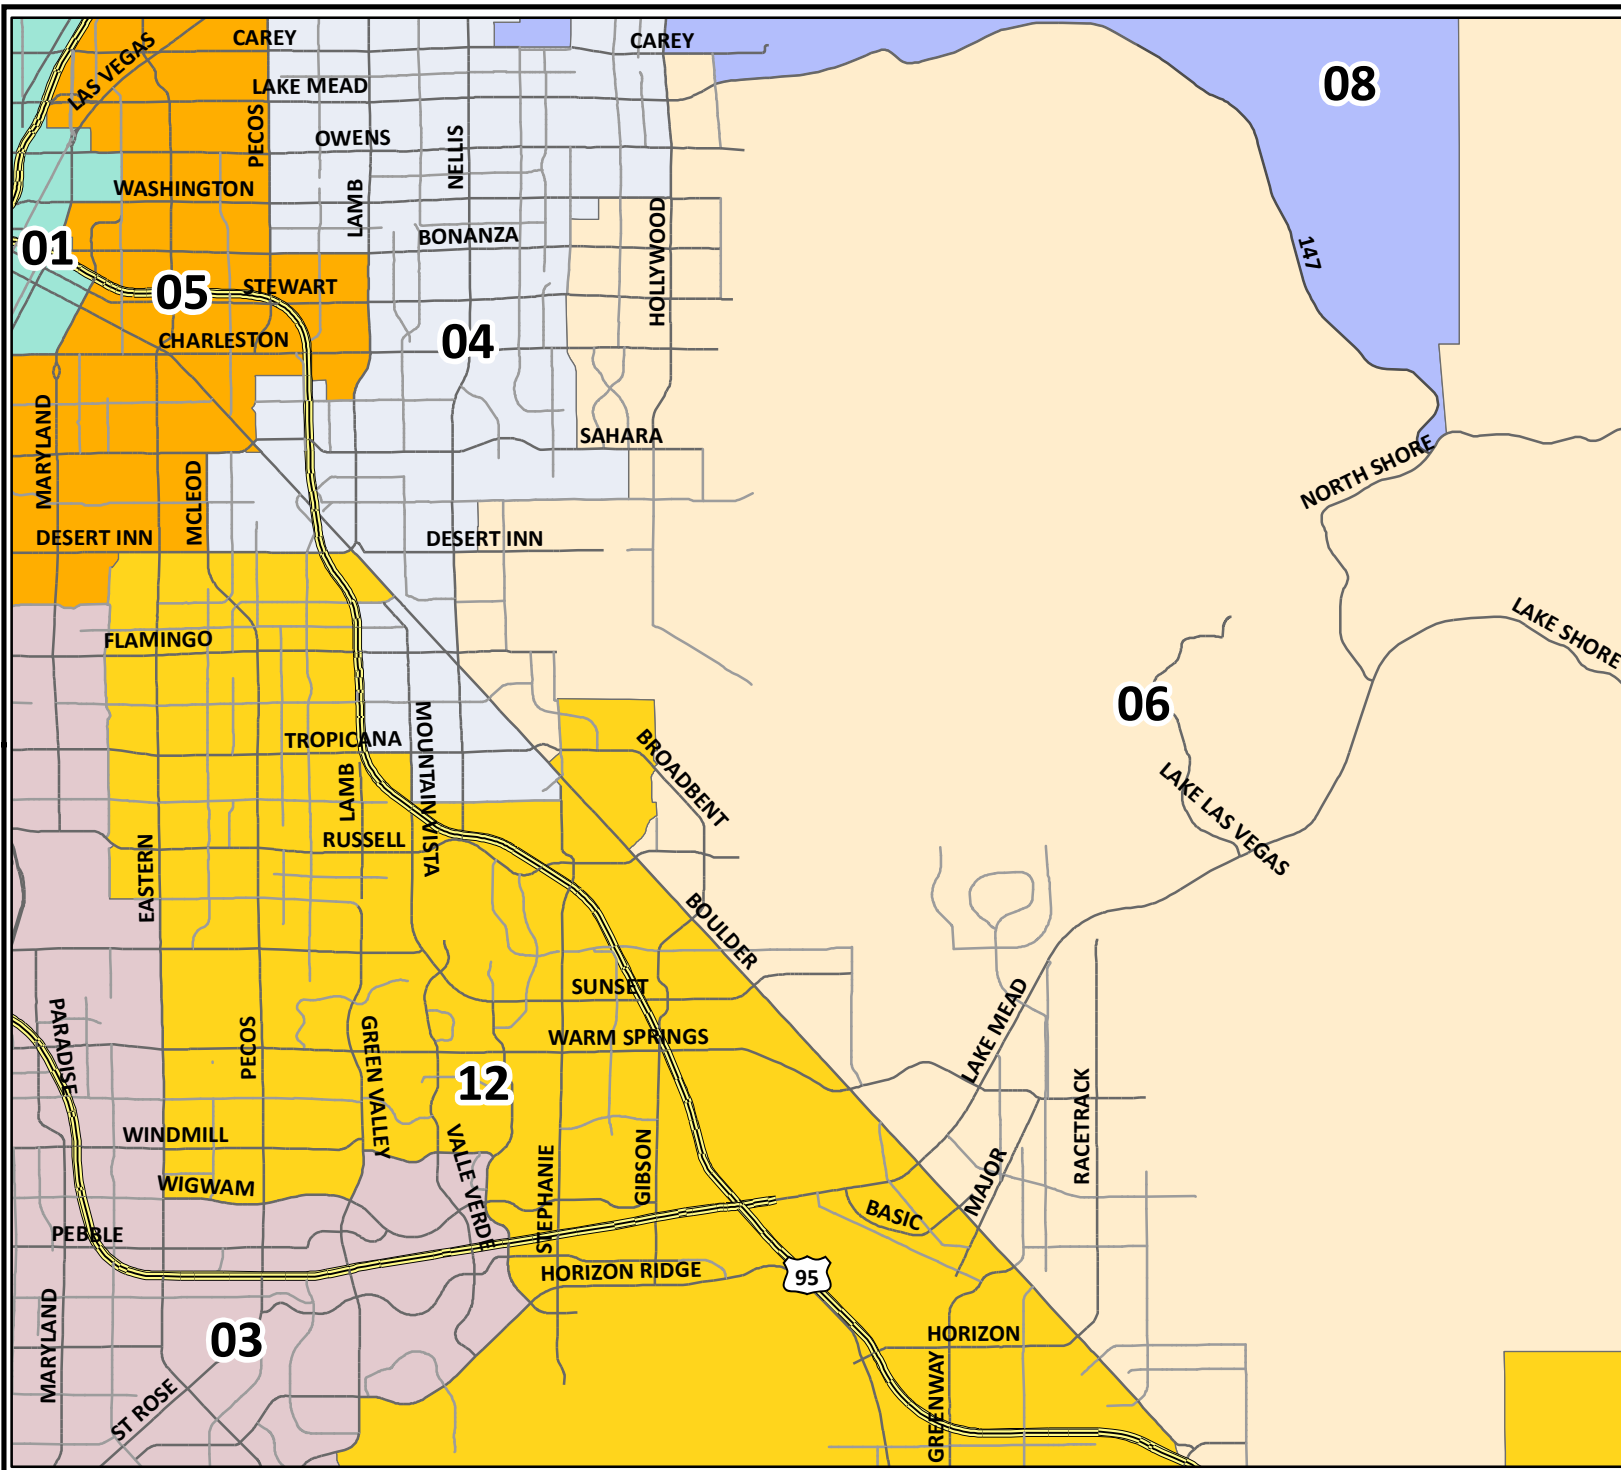 CAREY
CAREY
LAS VEGAS
LAKE MEAD
08
PECOS
OWENS
NELLIS
WASHINGTON
LAMB
BONANZA
HOLLYWOOD
147
01
05
STEWART
CHARLESTON
04
MARYLAND
SAHARA
MCLEOD
NORTH SHORE
DESERT INN
DESERT INN
FLAMINGO
LAKE SHORE
06
TROPICANA
MOUNTAIN VISTA
BROADBENT
LAMB
LAKE LAS VEGAS
RUSSELL
EASTERN
BOULDER
SUNSET
PARADISE
PECOS
GREEN VALLEY
WARM SPRINGS
LAKE MEAD
12
RACETRACK
WINDMILL
VALLE VERDE
STEPHANIE
GIBSON
MAJOR
WIGWAM
BASIC
PEBBLE
HORIZON RIDGE
95
MARYLAND
03
HORIZON
GREENWAY
ST ROSE